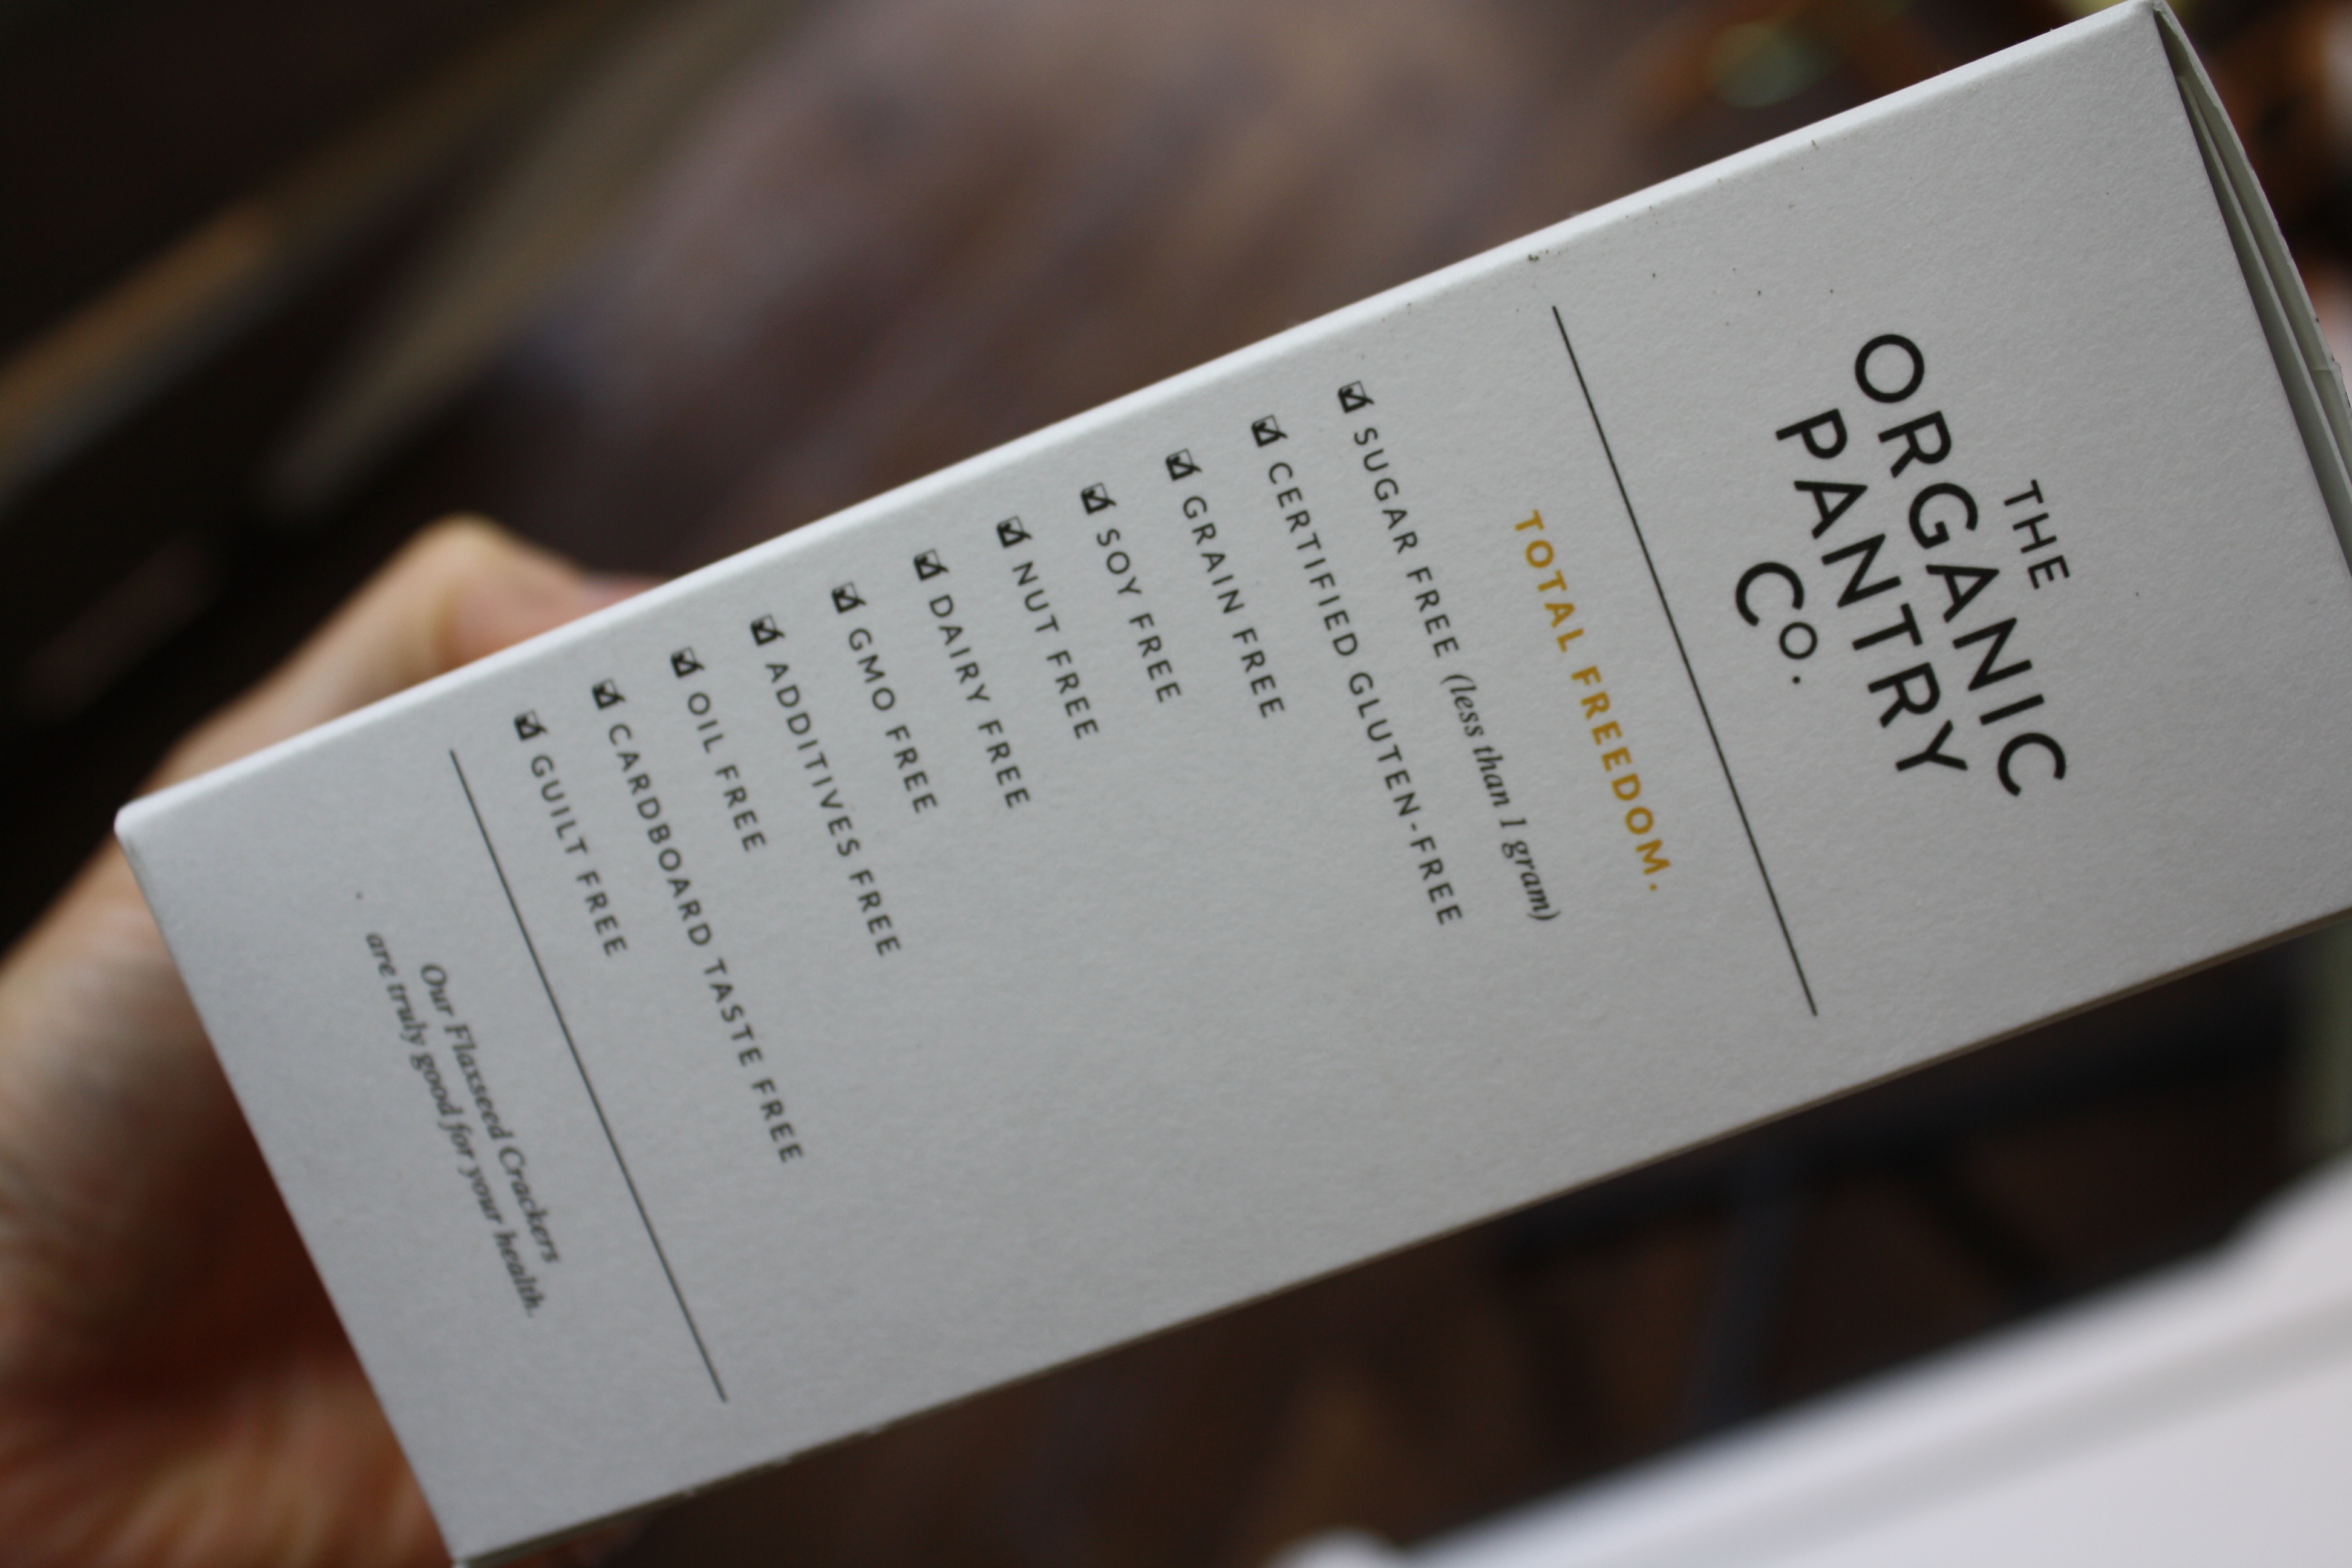 THE
ORGANIC
PANTRY
CO.
TOTAL FREEDOM.
☑ SUGAR FREE (less than 1 gram)
☑ CERTIFIED GLUTEN-FREE
☑ GRAIN FREE
☑ SOY FREE
☑ NUT FREE
☑ DAIRY FREE
☑ GMO FREE
☑ ADDITIVES FREE
☑ OIL FREE
☑ CARDBOARD TASTE FREE
☑ GUILT FREE
Our Flaxseed Crackers
are truly good for your health.